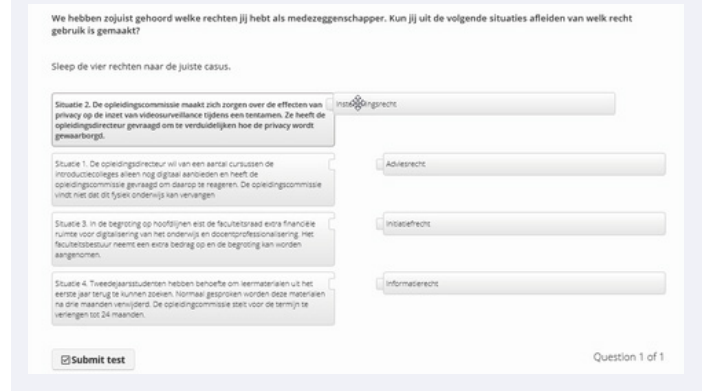 We hebben zojuist gehoord welke rechten jij hebt als medezeggenschapper. Kun jij uit de volgende situaties afleiden van welk recht
gebruik is gemaakt?
Sleep de vier rechten naar de juiste casus.
Situatie 2. De opleidingscommissie maakt zich zorgen over de effecten van
privacy op de inzet van videosurveillance tijdens een tentamen. Ze heeft de
opleidingsdirecteur gevraagd om te verduidelijken hoe de privacy wordt
gewaarborgd.
Situatie 1. De opleidingsdirecteur wil van een aantal cursussen de
introductiecolleges alleen nog digitaal aanbieden en heeft de
opleidingscommissie gevraagd om daarop te reageren. De opleidingscommissie
vindt niet dat dit fysiek onderwijs kan vervangen
Adviesrecht
Situatie 3. In de begroting op hoofdlijnen eist de faculteitsraad extra financiële
ruimte voor digitalisering van het onderwijs en docentprofessionalisering. Het
faculteitsbestuur neemt een extra bedrag op en de begroting kan worden
aangenomen.
Initiatiefrecht
Situatie 4. Tweedejaarsstudenten hebben behoefte om leermaterialen uit het
eerste jaar terug te kunnen zoeken. Normaal gesproken worden deze materialen
na drie maanden verwijderd. De opleidingscommissie stelt voor de termijn te
verlengen tot 24 maanden.
Informatierecht
Submit test
Question 1 of 1